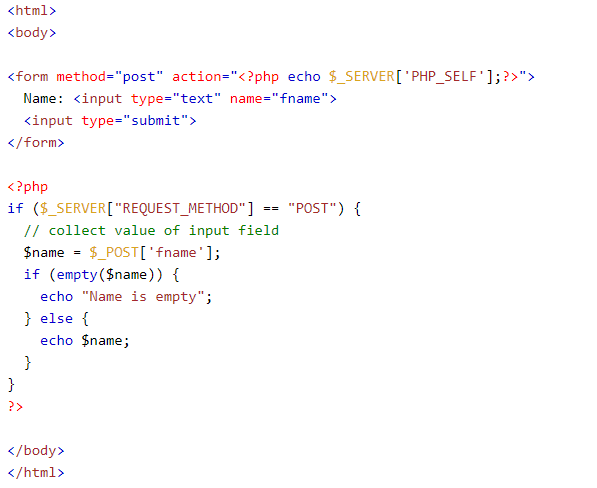 <html>
<body>
<form method="post" action="<?php echo $_SERVER['PHP_SELF'];?>">
  Name: <input type="text" name="fname">
  <input type="submit">
</form>
<?php
if ($_SERVER["REQUEST_METHOD"] == "POST") {
  // collect value of input field
  $name = $_POST['fname'];
  if (empty($name)) {
    echo "Name is empty";
  } else {
    echo $name;
  }
}
?>
</body>
</html>